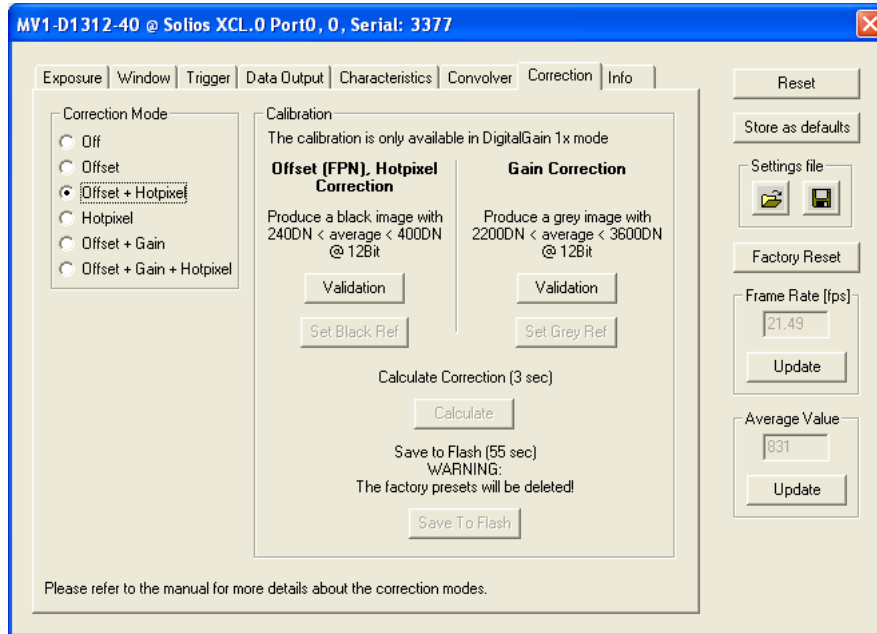 MV1-D1312-40 @ Solios XCL.0 Port0, 0, Serial: 3377
Exposure Window Trigger Data Output Characteristics Convolver Correction Info
Correction Mode
Off
Offset
Offset + Hotpixel
Hotpixel
Offset + Gain
Offset + Gain + Hotpixel
Calibration
The calibration is only available in DigitalGain 1x mode
Offset (FPN), Hotpixel
Correction
Produce a black image with
240DN < average < 400DN
@ 12Bit
Validation
Set Black Ref
Gain Correction
Produce a grey image with
2200DN < average < 3600DN
@ 12Bit
Validation
Set Grey Ref
Calculate Correction (3 sec)
Calculate
Save to Flash (55 sec)
WARNING:
The factory presets will be deleted!
Save To Flash
Please refer to the manual for more details about the correction modes.
Reset
Store as defaults
Settings file
Factory Reset
Frame Rate [fps]
21.49
Update
Average Value
831
Update